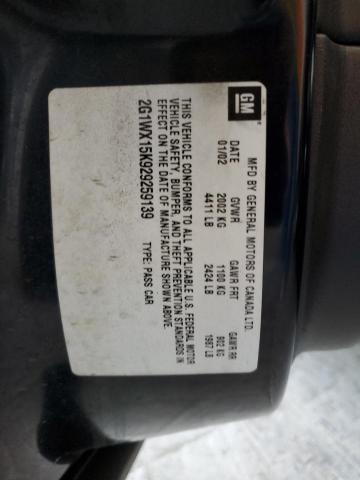 GM
MFD BY GENERAL MOTORS OF CANADA LTD.
DATE GVWR GAWR FRT GAWR RR
01/02 2002 KG 1100 KG 902 KG
4411 LB 2424 LB 1987 LB
THIS VEHICLE CONFORMS TO ALL APPLICABLE U.S. FEDERAL MOTOR
VEHICLE SAFETY, BUMPER, AND THEFT PREVENTION STANDARDS IN
EFFECT ON THE DATE OF MANUFACTURE SHOWN ABOVE.
2G1WX15K929259139 TYPE: PASS CAR